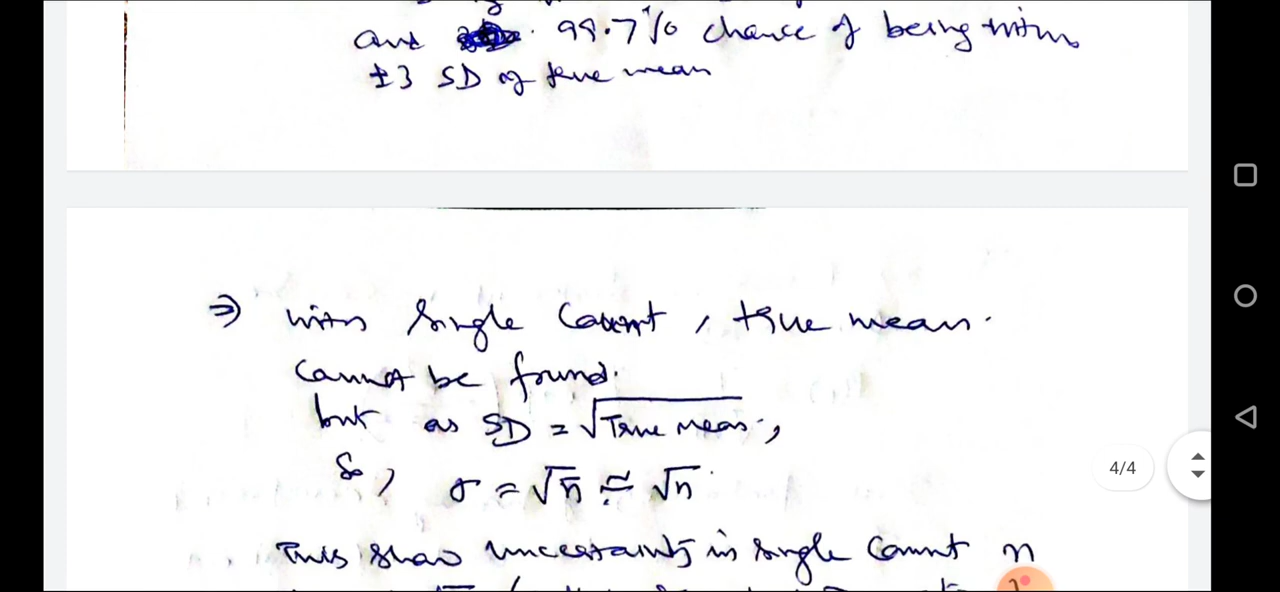 and 99.7% chance of being within
±3 SD of true mean
⇒ with Single Count, true mean.
cannot be found.
but as SD = √True mean,
So, σ = √n̄ ≅ √n
This show uncertainty in single Count n
4/4